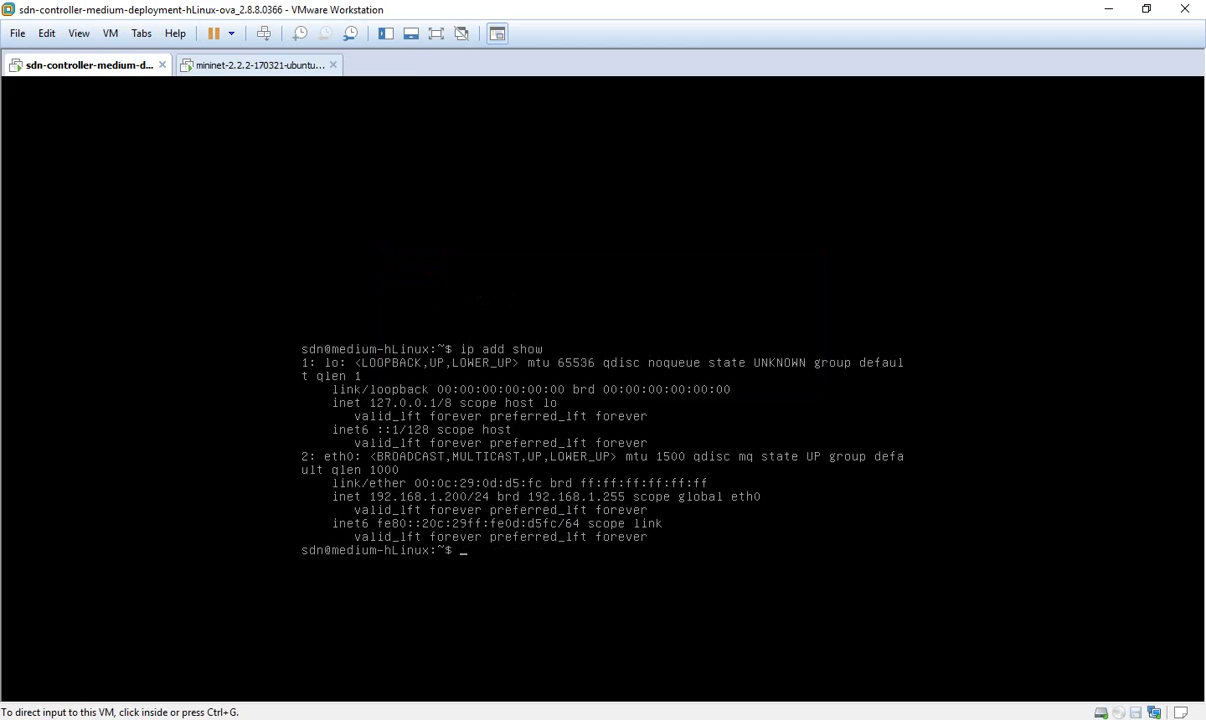 sdn-controller-medium-deployment-hLinux-ova_2.8.8.0366 - VMware Workstation
File Edit View VM Tabs Help
sdn-controller-medium-d... mininet-2.2.2-170321-ubuntu...
sdn@medium-hLinux:~$ ip add show
1: lo: <LOOPBACK,UP,LOWER_UP> mtu 65536 qdisc noqueue state UNKNOWN group defaul
t qlen 1
link/loopback 00:00:00:00:00:00 brd 00:00:00:00:00:00
inet 127.0.0.1/8 scope host lo
valid_lft forever preferred_lft forever
inet6 ::1/128 scope host
valid_lft forever preferred_lft forever
2: eth0: <BROADCAST,MULTICAST,UP,LOWER_UP> mtu 1500 qdisc mq state UP group defa
ult qlen 1000
link/ether 00:0c:29:0d:d5:fc brd ff:ff:ff:ff:ff:ff
inet 192.168.1.200/24 brd 192.168.1.255 scope global eth0
valid_lft forever preferred_lft forever
inet6 fe80::20c:29ff:fe0d:d5fc/64 scope link
valid_lft forever preferred_lft forever
sdn@medium-hLinux:~$ _
To direct input to this VM, click inside or press Ctrl+G.